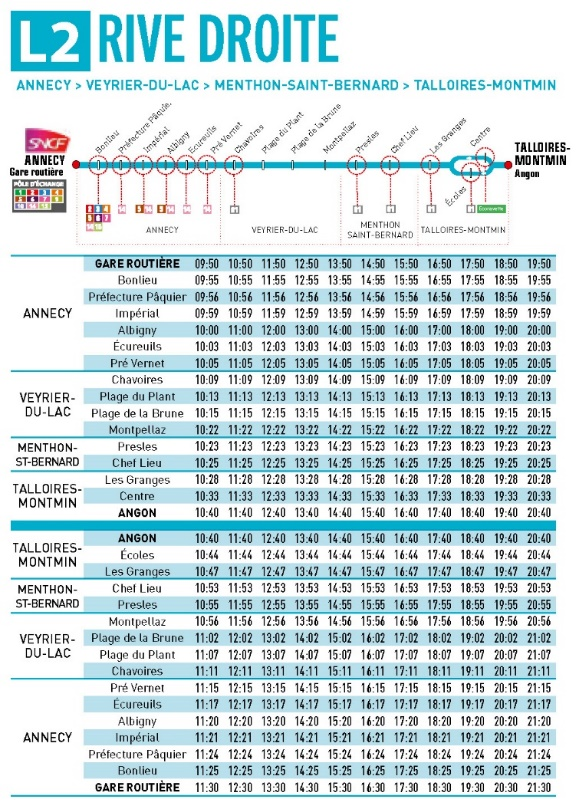 L2 RIVE DROITE
ANNECY > VEYRIER-DU-LAC > MENTHON-SAINT-BERNARD > TALLOIRES-MONTMIN
SNCF
ANNECY
Gare routière
PÔLE D'ÉCHANGE
Bonlieu
Préfecture Pâquier
Impérial
Albigny
Écureuils
Pré Vernet
Chavoires
Plage du Plant
Plage de la Brune
Montpellaz
Presles
Chef Lieu
Les Granges
Centre
Écoles
TALLOIRES-
MONTMIN
Angon
ANNECY
VEYRIER-DU-LAC
MENTHON
SAINT-BERNARD
TALLOIRES-MONTMIN
GARE ROUTIÈRE 09:50 10:50 11:50 12:50 13:50 14:50 15:50 16:50 17:50 18:50 19:50
Bonlieu 09:55 10:55 11:55 12:55 13:55 14:55 15:55 16:55 17:55 18:55 19:55
Préfecture Pâquier 09:56 10:56 11:56 12:56 13:56 14:56 15:56 16:56 17:56 18:56 19:56
ANNECY Impérial 09:59 10:59 11:59 12:59 13:59 14:59 15:59 16:59 17:59 18:59 19:59
Albigny 10:00 11:00 12:00 13:00 14:00 15:00 16:00 17:00 18:00 19:00 20:00
Écureuils 10:03 11:03 12:03 13:03 14:03 15:03 16:03 17:03 18:03 19:03 20:03
Pré Vernet 10:05 11:05 12:05 13:05 14:05 15:05 16:05 17:05 18:05 19:05 20:05
Chavoires 10:09 11:09 12:09 13:09 14:09 15:09 16:09 17:09 18:09 19:09 20:09
VEYRIER-DU-LAC Plage du Plant 10:13 11:13 12:13 13:13 14:13 15:13 16:13 17:13 18:13 19:13 20:13
Plage de la Brune 10:15 11:15 12:15 13:15 14:15 15:15 16:15 17:15 18:15 19:15 20:15
Montpellaz 10:22 11:22 12:22 13:22 14:22 15:22 16:22 17:22 18:22 19:22 20:22
MENTHON-ST-BERNARD Presles 10:23 11:23 12:23 13:23 14:23 15:23 16:23 17:23 18:23 19:23 20:23
Chef Lieu 10:25 11:25 12:25 13:25 14:25 15:25 16:25 17:25 18:25 19:25 20:25
TALLOIRES-MONTMIN Les Granges 10:28 11:28 12:28 13:28 14:28 15:28 16:28 17:28 18:28 19:28 20:28
Centre 10:33 11:33 12:33 13:33 14:33 15:33 16:33 17:33 18:33 19:33 20:33
ANGON 10:40 11:40 12:40 13:40 14:40 15:40 16:40 17:40 18:40 19:40 20:40
ANGON 10:40 11:40 12:40 13:40 14:40 15:40 16:40 17:40 18:40 19:40 20:40
TALLOIRES-MONTMIN Écoles 10:44 11:44 12:44 13:44 14:44 15:44 16:44 17:44 18:44 19:44 20:44
Les Granges 10:47 11:47 12:47 13:47 14:47 15:47 16:47 17:47 18:47 19:47 20:47
MENTHON-ST-BERNARD Chef Lieu 10:53 11:53 12:53 13:53 14:53 15:53 16:53 17:53 18:53 19:53 20:53
Presles 10:55 11:55 12:55 13:55 14:55 15:55 16:55 17:55 18:55 19:55 20:55
Montpellaz 10:56 11:56 12:56 13:56 14:56 15:56 16:56 17:56 18:56 19:56 20:56
VEYRIER-DU-LAC Plage de la Brune 11:02 12:02 13:02 14:02 15:02 16:02 17:02 18:02 19:02 20:02 21:02
Plage du Plant 11:07 12:07 13:07 14:07 15:07 16:07 17:07 18:07 19:07 20:07 21:07
Chavoires 11:11 12:11 13:11 14:11 15:11 16:11 17:11 18:11 19:11 20:11 21:11
Pré Vernet 11:15 12:15 13:15 14:15 15:15 16:15 17:15 18:15 19:15 20:15 21:15
Écureuils 11:17 12:17 13:17 14:17 15:17 16:17 17:17 18:17 19:17 20:17 21:17
Albigny 11:20 12:20 13:20 14:20 15:20 16:20 17:20 18:20 19:20 20:20 21:20
ANNECY Impérial 11:21 12:21 13:21 14:21 15:21 16:21 17:21 18:21 19:21 20:21 21:21
Préfecture Pâquier 11:24 12:24 13:24 14:24 15:24 16:24 17:24 18:24 19:24 20:24 21:24
Bonlieu 11:25 12:25 13:25 14:25 15:25 16:25 17:25 18:25 19:25 20:25 21:25
GARE ROUTIÈRE 11:30 12:30 13:30 14:30 15:30 16:30 17:30 18:30 19:30 20:30 21:30